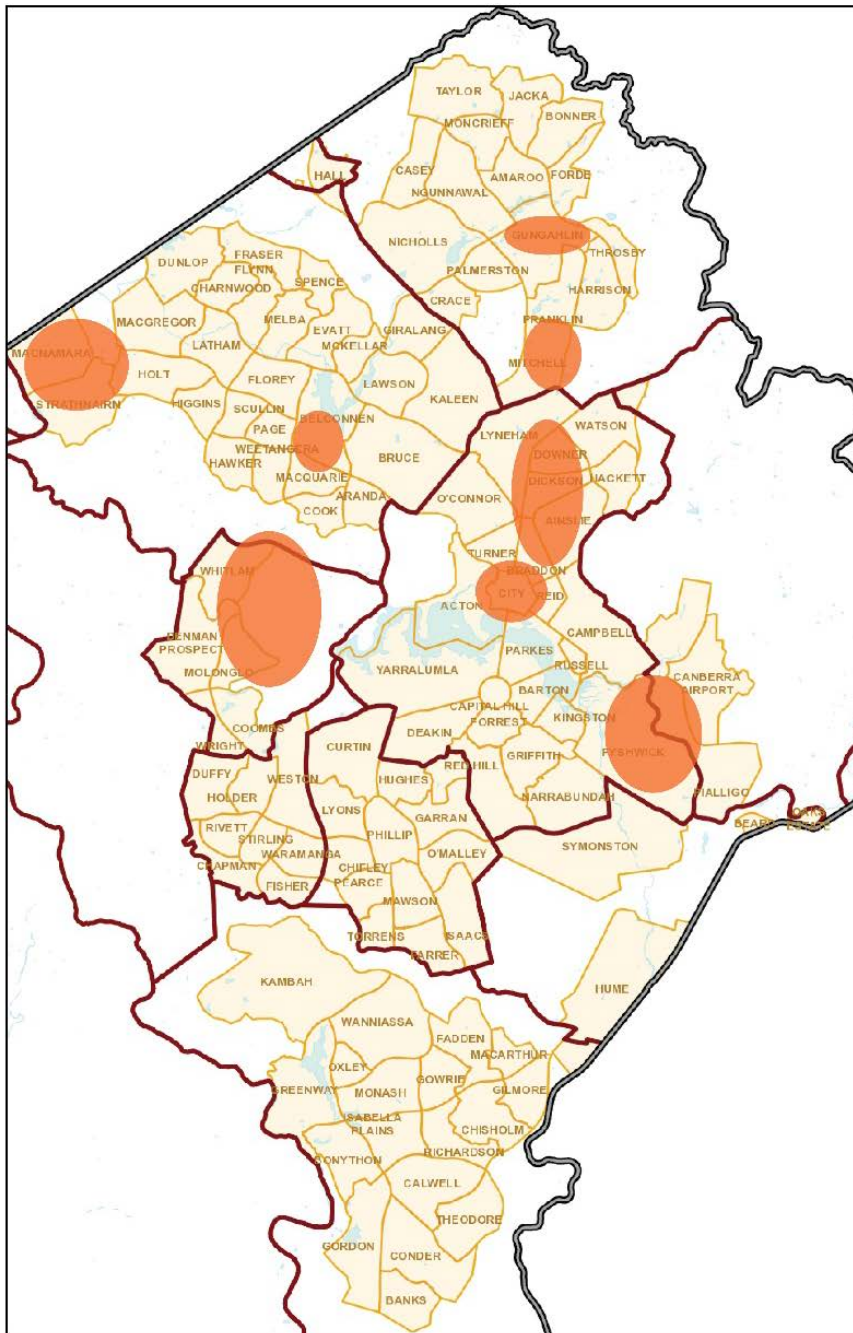 TAYLOR
JACKA
MONCRIEFF
BONNER
HALL
CASEY
AMAROO
FORDE
NGUNNAWAL
NICHOLLS
GUNGAHLIN
THROSBY
PALMERSTON
HARRISON
CRACE
FRANKLIN
MITCHELL
DUNLOP
FRASER
FLYNN
CHARNWOOD
SPENCE
MACGREGOR
MELBA
EVATT
GIRALANG
MCKELLAR
LATHAM
MACNAMARA
HOLT
FLOREY
LAWSON
KALEEN
STRATHNAIRN
HIGGINS
SCULLIN
BELCONNEN
PAGE
WEETANGERA
HAWKER
BRUCE
MACQUARIE
ARANDA
COOK
LYNEHAM
WATSON
DOWNER
DICKSON
HACKETT
O'CONNOR
AINSLIE
TURNER
BRADDON
CITY
REID
ACTON
CAMPBELL
PARKES
RUSSELL
YARRALUMLA
BARTON
CAPITAL HILL
FORREST
KINGSTON
DEAKIN
GRIFFITH
RED HILL
NARRABUNDAH
FYSHWICK
CANBERRA
AIRPORT
PIALLIGO
BEARD
OAKS
ESTATE
SYMONSTON
WHITLAM
DENMAN
PROSPECT
MOLONGLO
COOMBS
WRIGHT
DUFFY
WESTON
HOLDER
RIVETT
STIRLING
WARAMANGA
CHAPMAN
FISHER
CURTIN
HUGHES
LYONS
GARRAN
PHILLIP
O'MALLEY
CHIFLEY
PEARCE
MAWSON
TORRENS
ISAACS
FARRER
HUME
KAMBAH
WANNIASSA
FADDEN
MACARTHUR
OXLEY
GOWRIE
GREENWAY
MONASH
GILMORE
ISABELLA
PLAINS
CHISHOLM
RICHARDSON
BONYTHON
CALWELL
THEODORE
GORDON
CONDER
BANKS